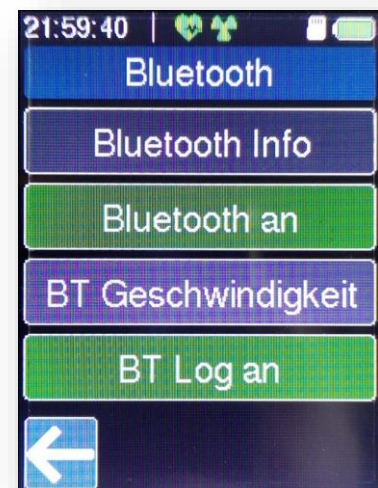 21:59:40
Bluetooth
Bluetooth Info
Bluetooth an
BT Geschwindigkeit
BT Log an